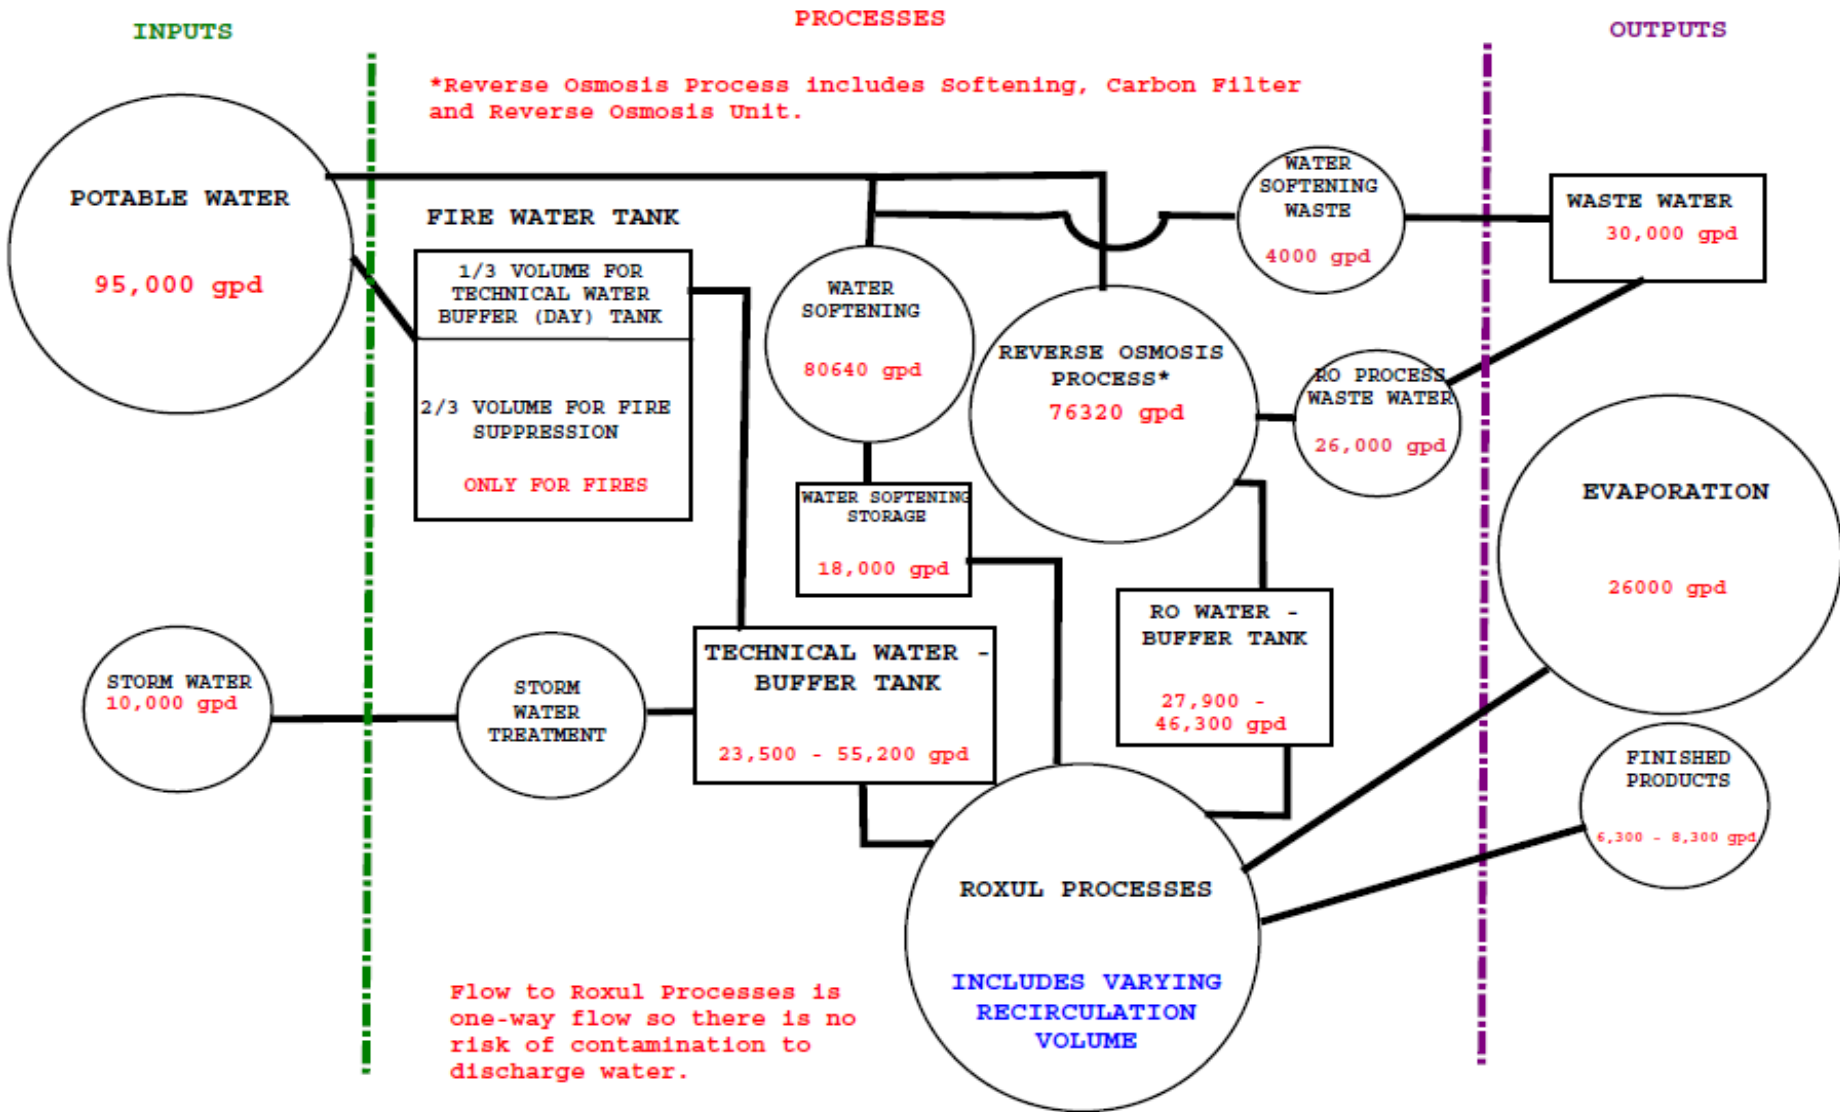 INPUTS
PROCESSES
OUTPUTS
*Reverse Osmosis Process includes Softening, Carbon Filter
and Reverse Osmosis Unit.
POTABLE WATER
95,000 gpd
FIRE WATER TANK
1/3 VOLUME FOR
TECHNICAL WATER
BUFFER (DAY) TANK
2/3 VOLUME FOR FIRE
SUPPRESSION
ONLY FOR FIRES
WATER
SOFTENING
80640 gpd
REVERSE OSMOSIS
PROCESS*
76320 gpd
WATER
SOFTENING
WASTE
4000 gpd
WASTE WATER
30,000 gpd
RO PROCESS
WASTE WATER
26,000 gpd
WATER SOFTENING
STORAGE
18,000 gpd
EVAPORATION
26000 gpd
STORM WATER
10,000 gpd
STORM
WATER
TREATMENT
TECHNICAL WATER -
BUFFER TANK
23,500 - 55,200 gpd
RO WATER -
BUFFER TANK
27,900 -
46,300 gpd
FINISHED
PRODUCTS
6,300 - 8,300 gpd
ROXUL PROCESSES
INCLUDES VARYING
RECIRCULATION
VOLUME
Flow to Roxul Processes is
one-way flow so there is no
risk of contamination to
discharge water.